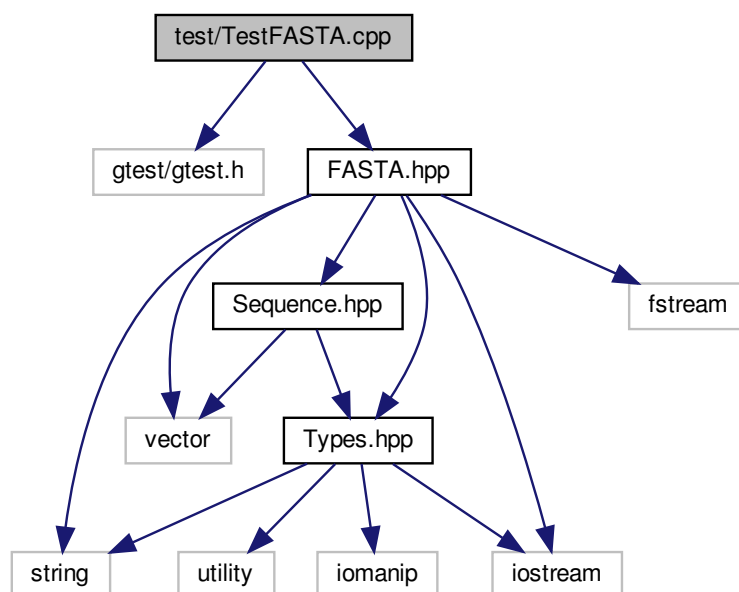 test/TestFASTA.cpp
gtest/gtest.h
FASTA.hpp
Sequence.hpp
fstream
vector
Types.hpp
string
utility
iomanip
iostream